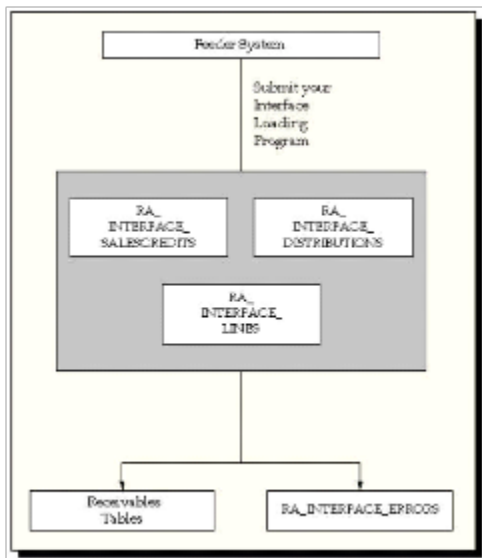 Feeder System
Submit your
Interface
Loading
Program
RA_
INTERFACE_
SALESCREDITS
RA_
INTERFACE_
DISTRIBUTIONS
RA_
INTERFACE_
LINES
Receivables
Tables
RA_INTERFACE_ERRORS